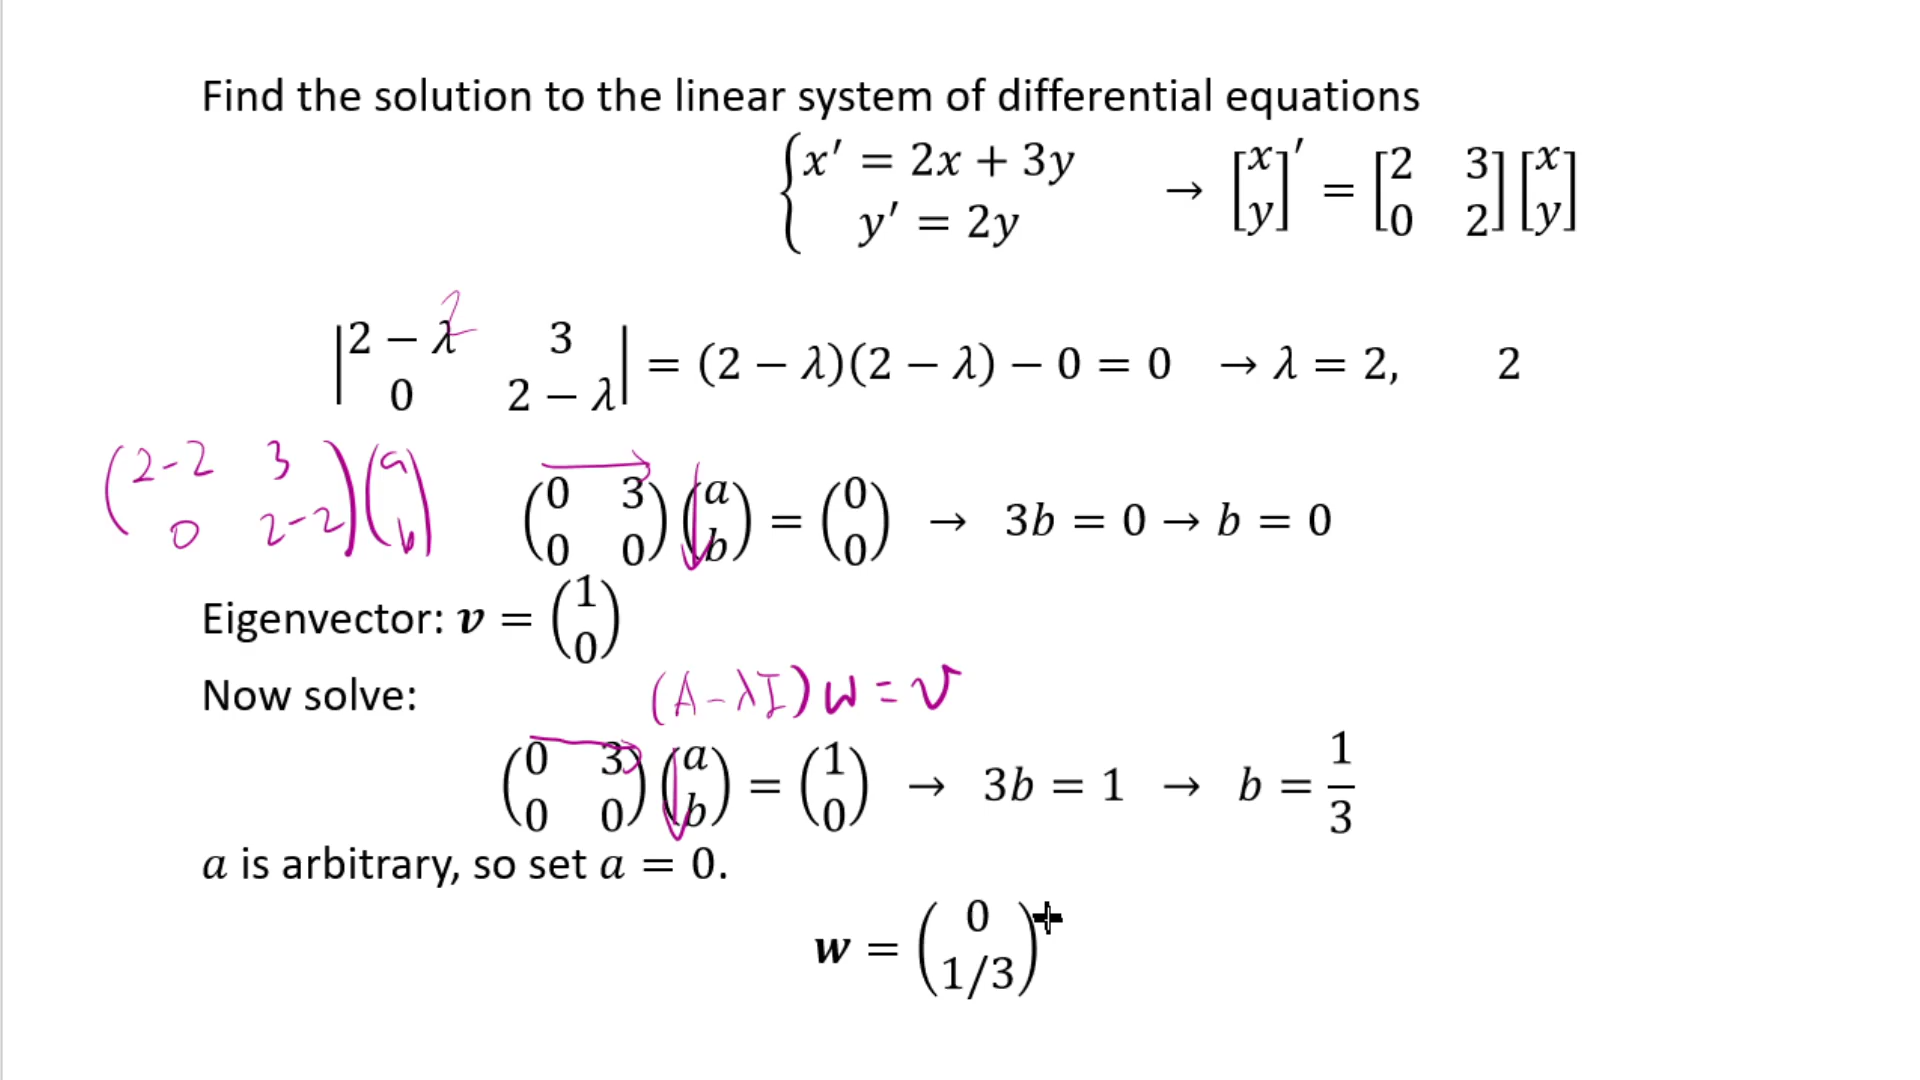 Find the solution to the linear system of differential equations
{x′ = 2x + 3y
y′ = 2y → [x y]′ = [2 3; 0 2][x y]
2
|2 − λ 3; 0 2 − λ| = (2 − λ)(2 − λ) − 0 = 0 → λ = 2, 2
(2-2 3; 0 2-2)(a b) (0 3; 0 0)(a b) = (0 0) → 3b = 0 → b = 0
Eigenvector: v = (1 0)
Now solve: (A-λI)w=v
(0 3; 0 0)(a b) = (1 0) → 3b = 1 → b = 1/3
a is arbitrary, so set a = 0.
w = (0 1/3)